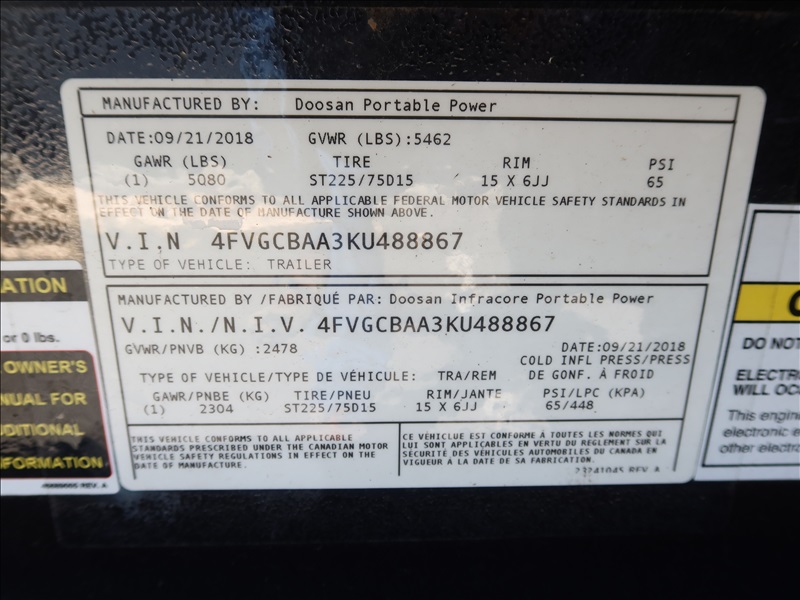 MANUFACTURED BY: Doosan Portable Power
DATE:09/21/2018 GVWR (LBS):5462
GAWR (LBS) TIRE RIM PSI
(1) 5080 ST225/75D15 15 X 6JJ 65
THIS VEHICLE CONFORMS TO ALL APPLICABLE FEDERAL MOTOR VEHICLE SAFETY STANDARDS IN
EFFECT ON THE DATE OF MANUFACTURE SHOWN ABOVE.
V.I.N 4FVGCBAA3KU488867
TYPE OF VEHICLE: TRAILER
MANUFACTURED BY /FABRIQUÉ PAR: Doosan Infracore Portable Power
V.I.N./N.I.V. 4FVGCBAA3KU488867
GVWR/PNVB (KG) :2478 DATE:09/21/2018
COLD INFL PRESS/PRESS
TYPE OF VEHICLE/TYPE DE VÉHICULE: TRA/REM DE GONF. À FROID
GAWR/PNBE (KG) TIRE/PNEU RIM/JANTE PSI/LPC (KPA)
(1) 2304 ST225/75D15 15 X 6JJ 65/448
THIS VEHICLE CONFORMS TO ALL APPLICABLE
STANDARDS PRESCRIBED UNDER THE CANADIAN MOTOR
VEHICLE SAFETY REGULATIONS IN EFFECT ON THE
DATE OF MANUFACTURE.
CE VÉHICLUE EST CONFORME À TOUTES LES NORMES QUI
LUI SONT APPLICABLES EN VERTU DU RÈGLEMENT SUR LA
SÉCURITÉ DES VÉHICULES AUTOMOBILES DU CANADA EN
VIGUEUR À LA DATE DE SA FABRICATION.
23241045 REV A
ATION
or 0 lbs.
OWNER'S
NUAL FOR
DITIONAL
FORMATION
DO NOT
ELECTR
WILL OC
This engin
electronic e
other electr